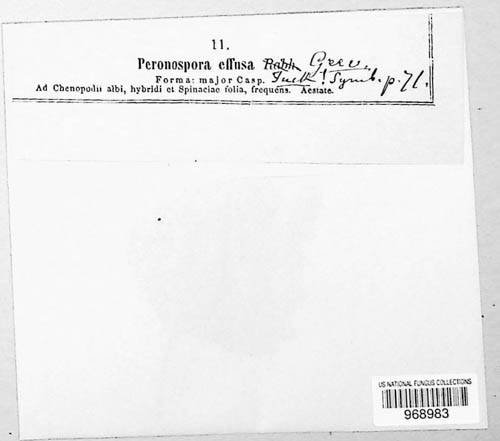 11.
Peronospora effusa Rabh. Grev.
Forma: major Casp. Fuck! Symb. p. 71.
Ad Chenopodii albi, hybridi et Spinaciae folia, frequens. Aestate.
US NATIONAL FUNGUS COLLECTIONS
968983